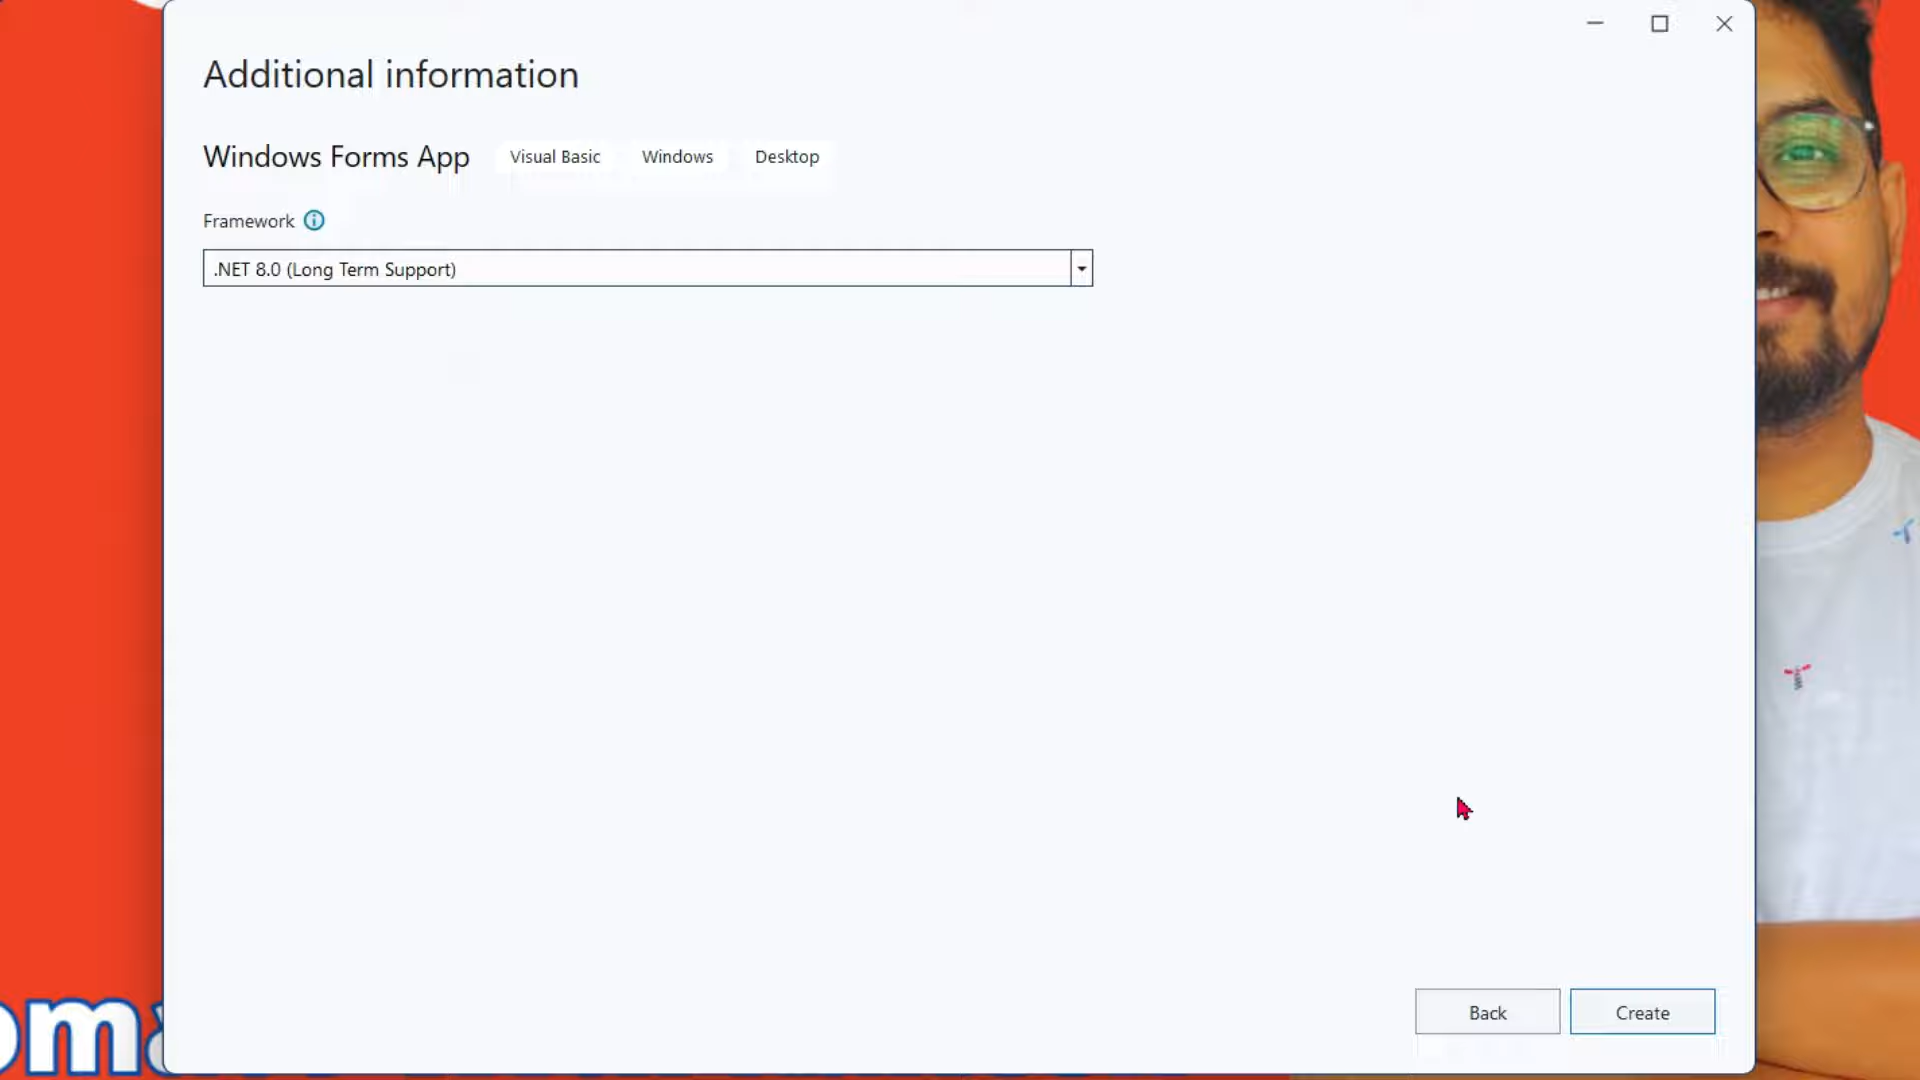 Additional information
Windows Forms App Visual Basic Windows Desktop
Framework
.NET 8.0 (Long Term Support)
Back Create